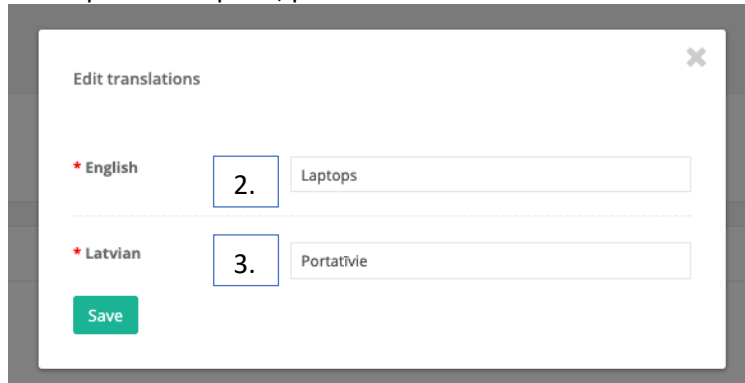 Edit translations
* English
2.
Laptops
* Latvian
3.
Portatīvie
Save